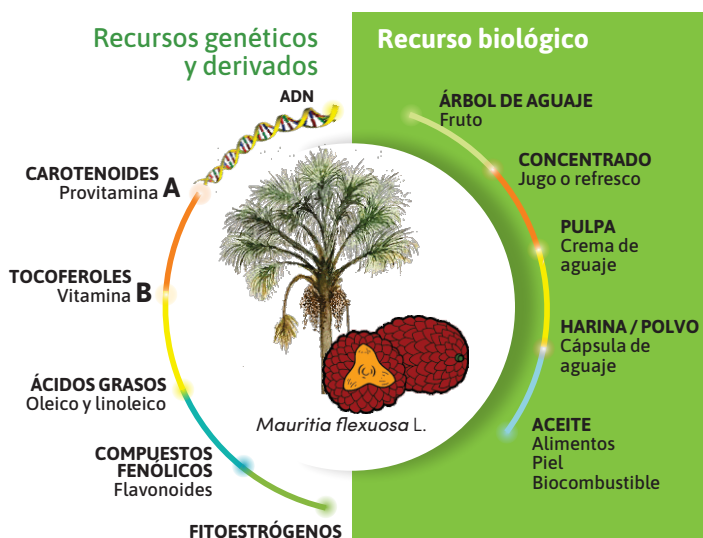 Recursos genéticos
y derivados
ADN
CAROTENOIDES
Provitamina A
TOCOFEROLES
Vitamina B
ÁCIDOS GRASOS
Oleico y linoleico
COMPUESTOS
FENÓLICOS
Flavonoides
FITOESTRÓGENOS
Mauritia flexuosa L.
Recurso biológico
ÁRBOL DE AGUAJE
Fruto
CONCENTRADO
Jugo o refresco
PULPA
Crema de
aguaje
HARINA / POLVO
Cápsula de
aguaje
ACEITE
Alimentos
Piel
Biocombustible